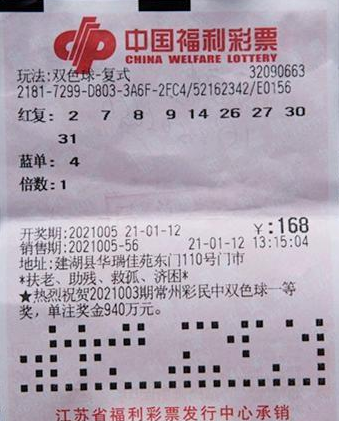 中国福利彩票
CHINA WELFARE LOTTERY
玩法:双色球-复式 32090663
2181-7299-D803-3A6F-2FC4/52162342/E0156
红复: 2 7 8 9 14 26 27 30
31
蓝单: 4
倍数:1
开奖期:2021005 21-01-12 ¥:168
销售期:2021005-56 21-01-12 13:15:04
地址:建湖县华瑞佳苑东门110号门市
*扶老、助残、救孤、济困*
★热烈祝贺2021003期常州彩民中双色球一等
奖，单注奖金940万元。
江苏省福利彩票发行中心承销